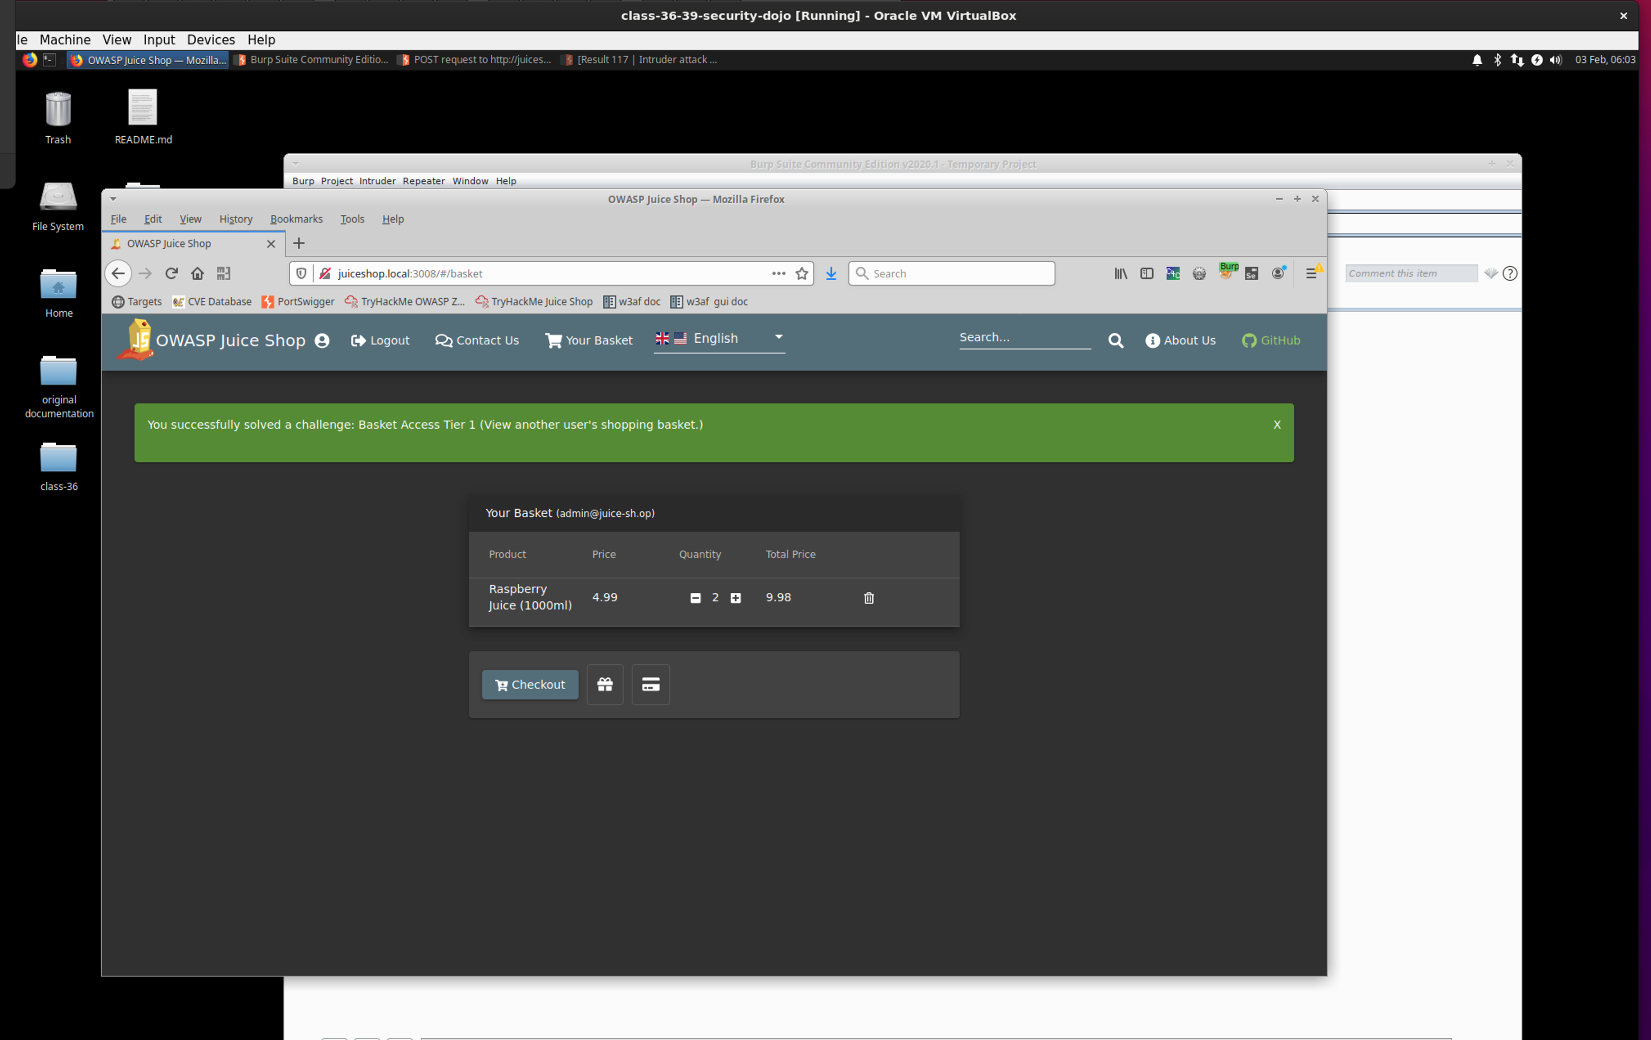 class-36-39-security-dojo [Running] - Oracle VM VirtualBox
le Machine View Input Devices Help
OWASP Juice Shop — Mozilla... Burp Suite Community Editio... POST request to http://juices... [Result 117 | Intruder attack ... 03 Feb, 06:03
Trash README.md
Burp Suite Community Edition v2020.1 - Temporary Project
Burp Project Intruder Repeater Window Help
OWASP Juice Shop — Mozilla Firefox
File System
File Edit View History Bookmarks Tools Help
OWASP Juice Shop
juiceshop.local:3008/#/basket Search Burp Comment this item
Home
Targets CVE Database PortSwigger TryHackMe OWASP Z... TryHackMe Juice Shop w3af doc w3af gui doc
OWASP Juice Shop Logout Contact Us Your Basket English Search... About Us GitHub
original
documentation
You successfully solved a challenge: Basket Access Tier 1 (View another user's shopping basket.) X
class-36
Your Basket (admin@juice-sh.op)
Product Price Quantity Total Price
Raspberry
Juice (1000ml) 4.99 2 9.98
Checkout